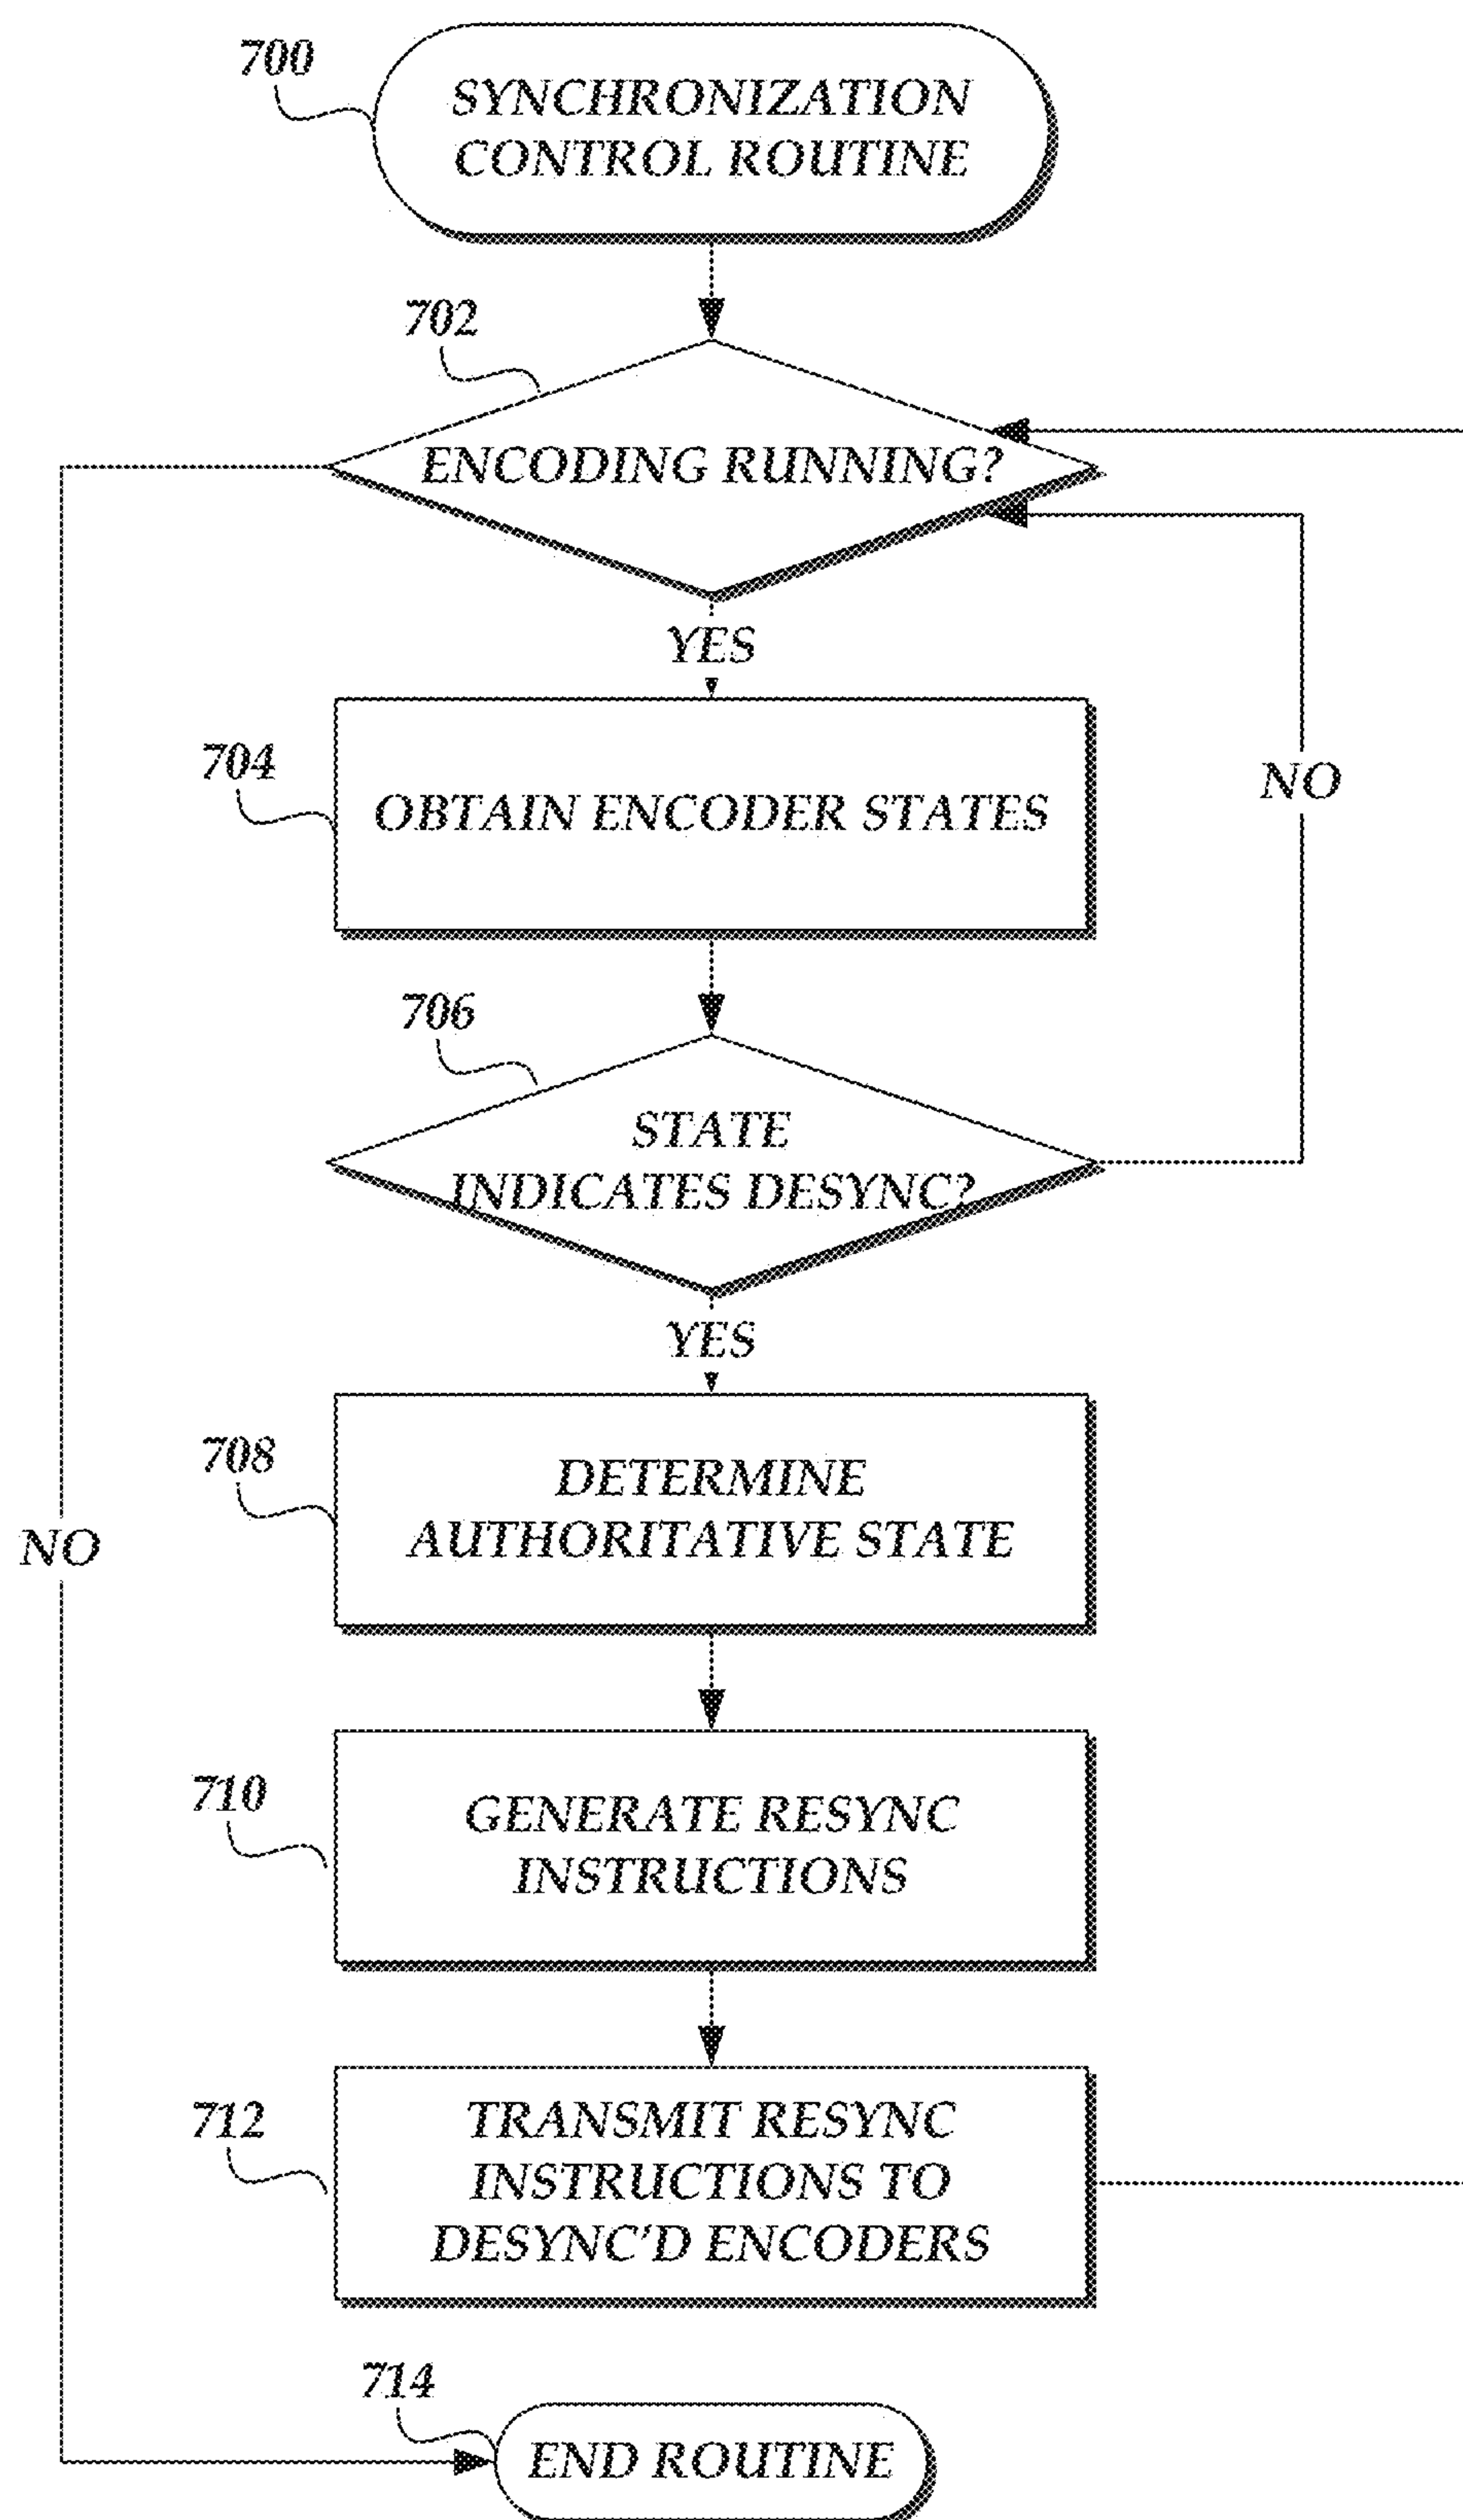 700
SYNCHRONIZATION
CONTROL ROUTINE
702
ENCODING RUNNING?
YES
704
OBTAIN ENCODER STATES
NO
706
STATE
INDICATES DESYNC?
YES
708
DETERMINE
AUTHORITATIVE STATE
NO
710
GENERATE RESYNC
INSTRUCTIONS
712
TRANSMIT RESYNC
INSTRUCTIONS TO
DESYNC'D ENCODERS
714
END ROUTINE